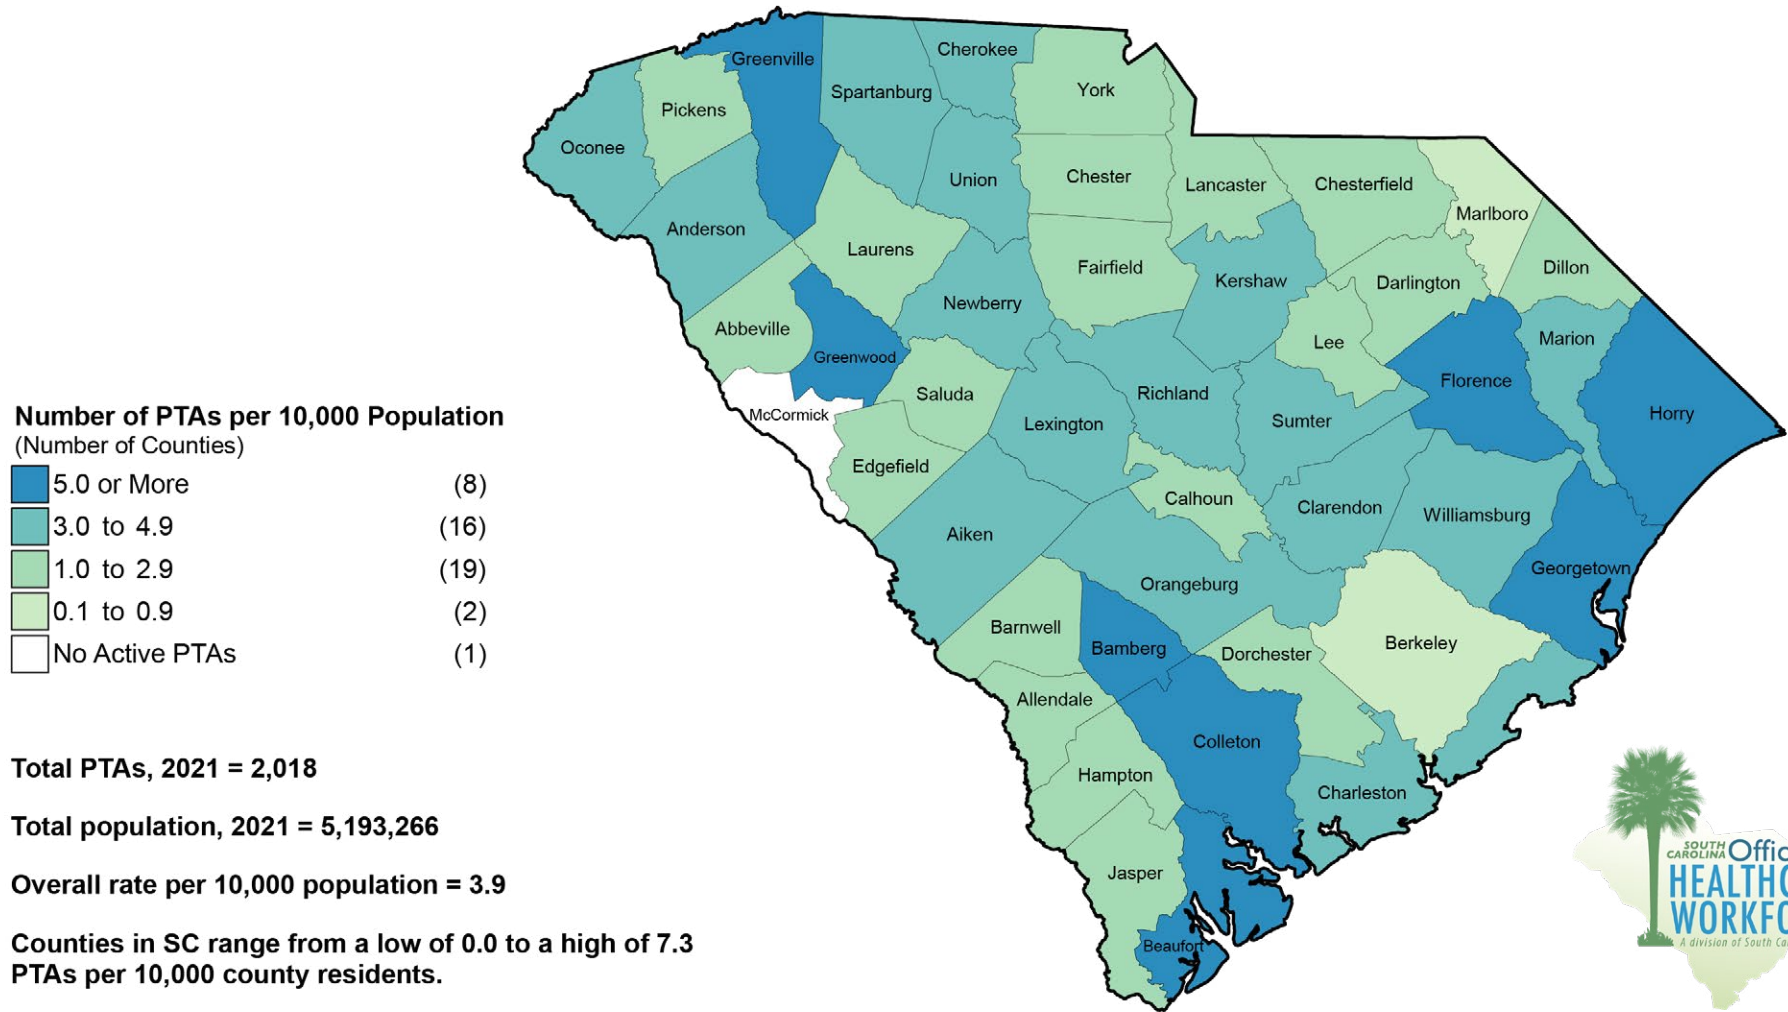 Greenville
Cherokee
Spartanburg
York
Pickens
Oconee
Union
Chester
Lancaster
Chesterfield
Marlboro
Anderson
Laurens
Fairfield
Kershaw
Darlington
Dillon
Newberry
Abbeville
Greenwood
Lee
Marion
Saluda
Richland
Florence
Horry
McCormick
Lexington
Sumter
Edgefield
Calhoun
Clarendon
Williamsburg
Aiken
Orangeburg
Georgetown
Barnwell
Bamberg
Dorchester
Berkeley
Allendale
Colleton
Hampton
Charleston
Jasper
Beaufort
Number of PTAs per 10,000 Population
(Number of Counties)
5.0 or More (8)
3.0 to 4.9 (16)
1.0 to 2.9 (19)
0.1 to 0.9 (2)
No Active PTAs (1)
Total PTAs, 2021 = 2,018
Total population, 2021 = 5,193,266
Overall rate per 10,000 population = 3.9
Counties in SC range from a low of 0.0 to a high of 7.3
PTAs per 10,000 county residents.
SOUTH
CAROLINA Offic
HEALTHC
WORKFO
A division of South Ca